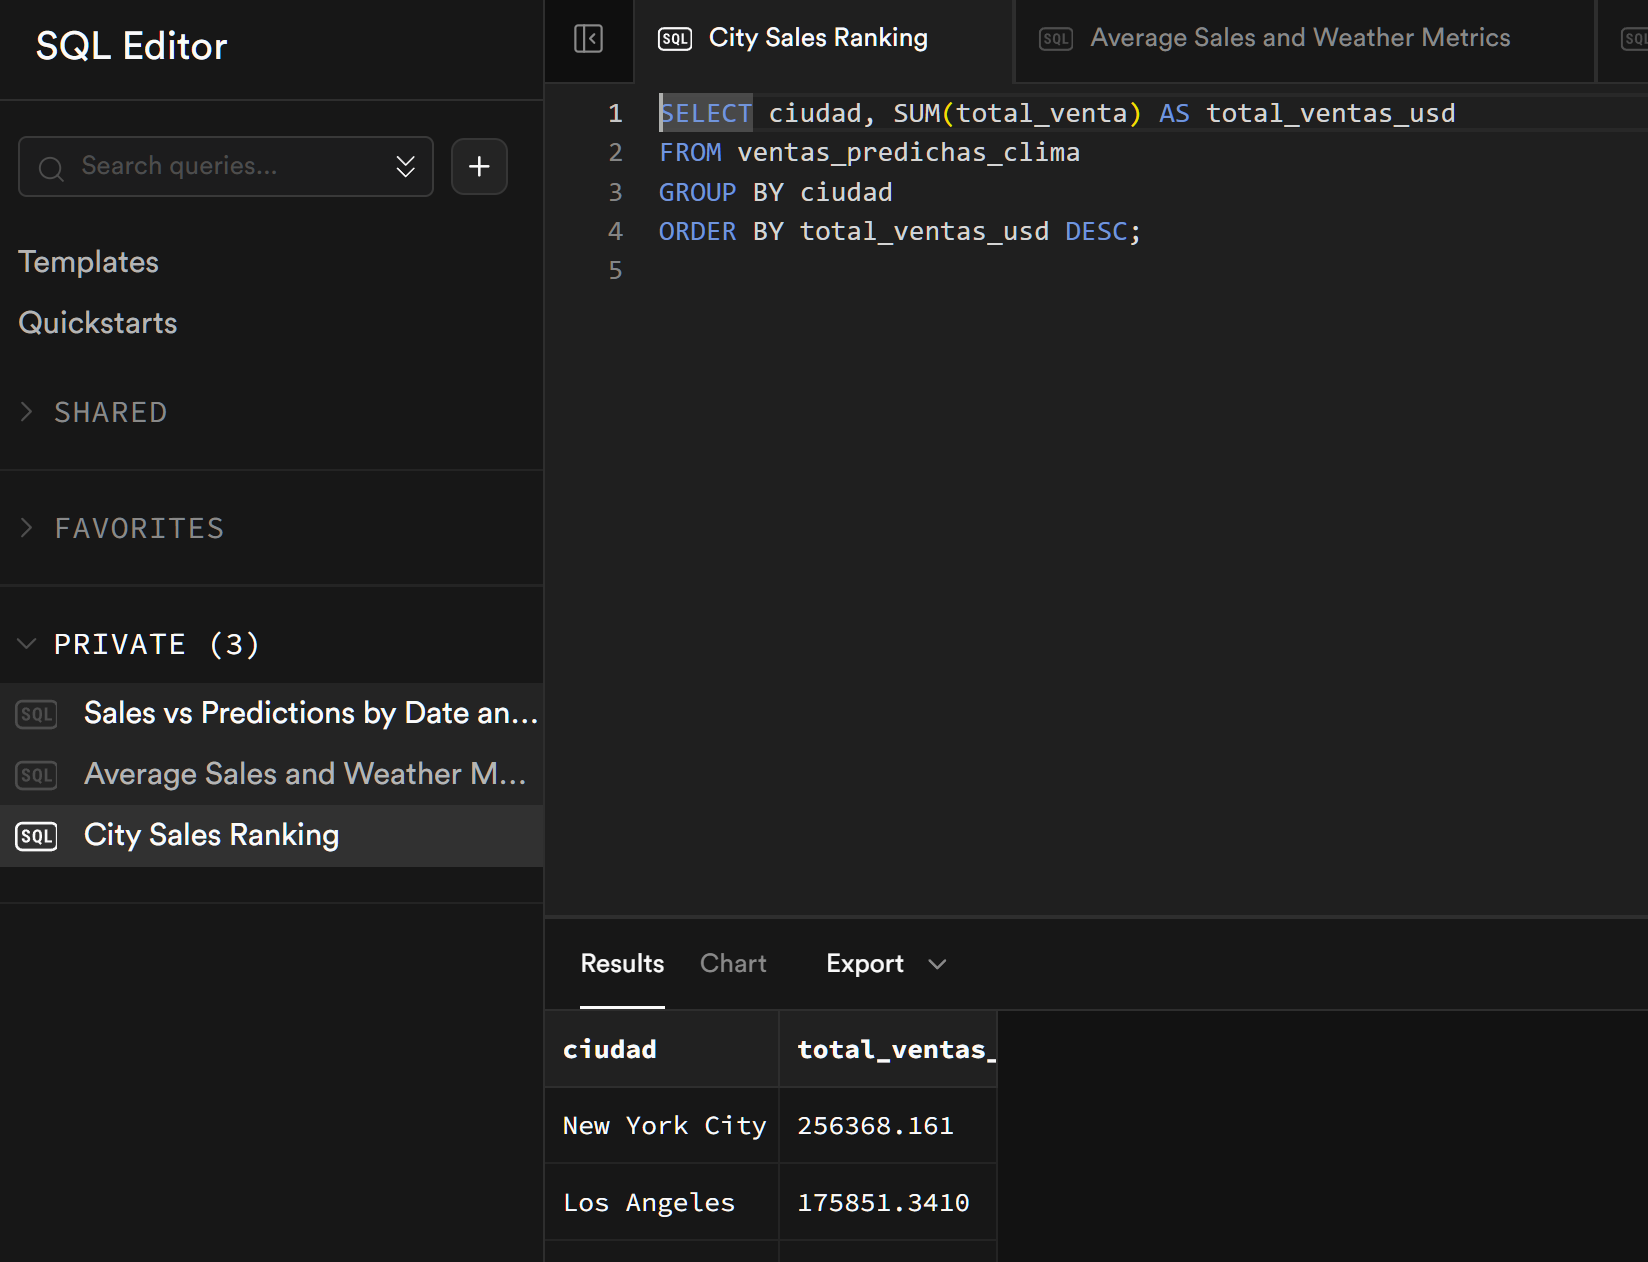 SQL Editor
Search queries...
Templates
Quickstarts
SHARED
FAVORITES
PRIVATE (3)
SQL Sales vs Predictions by Date an...
SQL Average Sales and Weather M...
SQL City Sales Ranking
SQL City Sales Ranking
SQL Average Sales and Weather Metrics
1 SELECT ciudad, SUM(total_venta) AS total_ventas_usd
2 FROM ventas_predichas_clima
3 GROUP BY ciudad
4 ORDER BY total_ventas_usd DESC;
5
Results Chart Export
ciudad total_ventas_
New York City 256368.161
Los Angeles 175851.3410